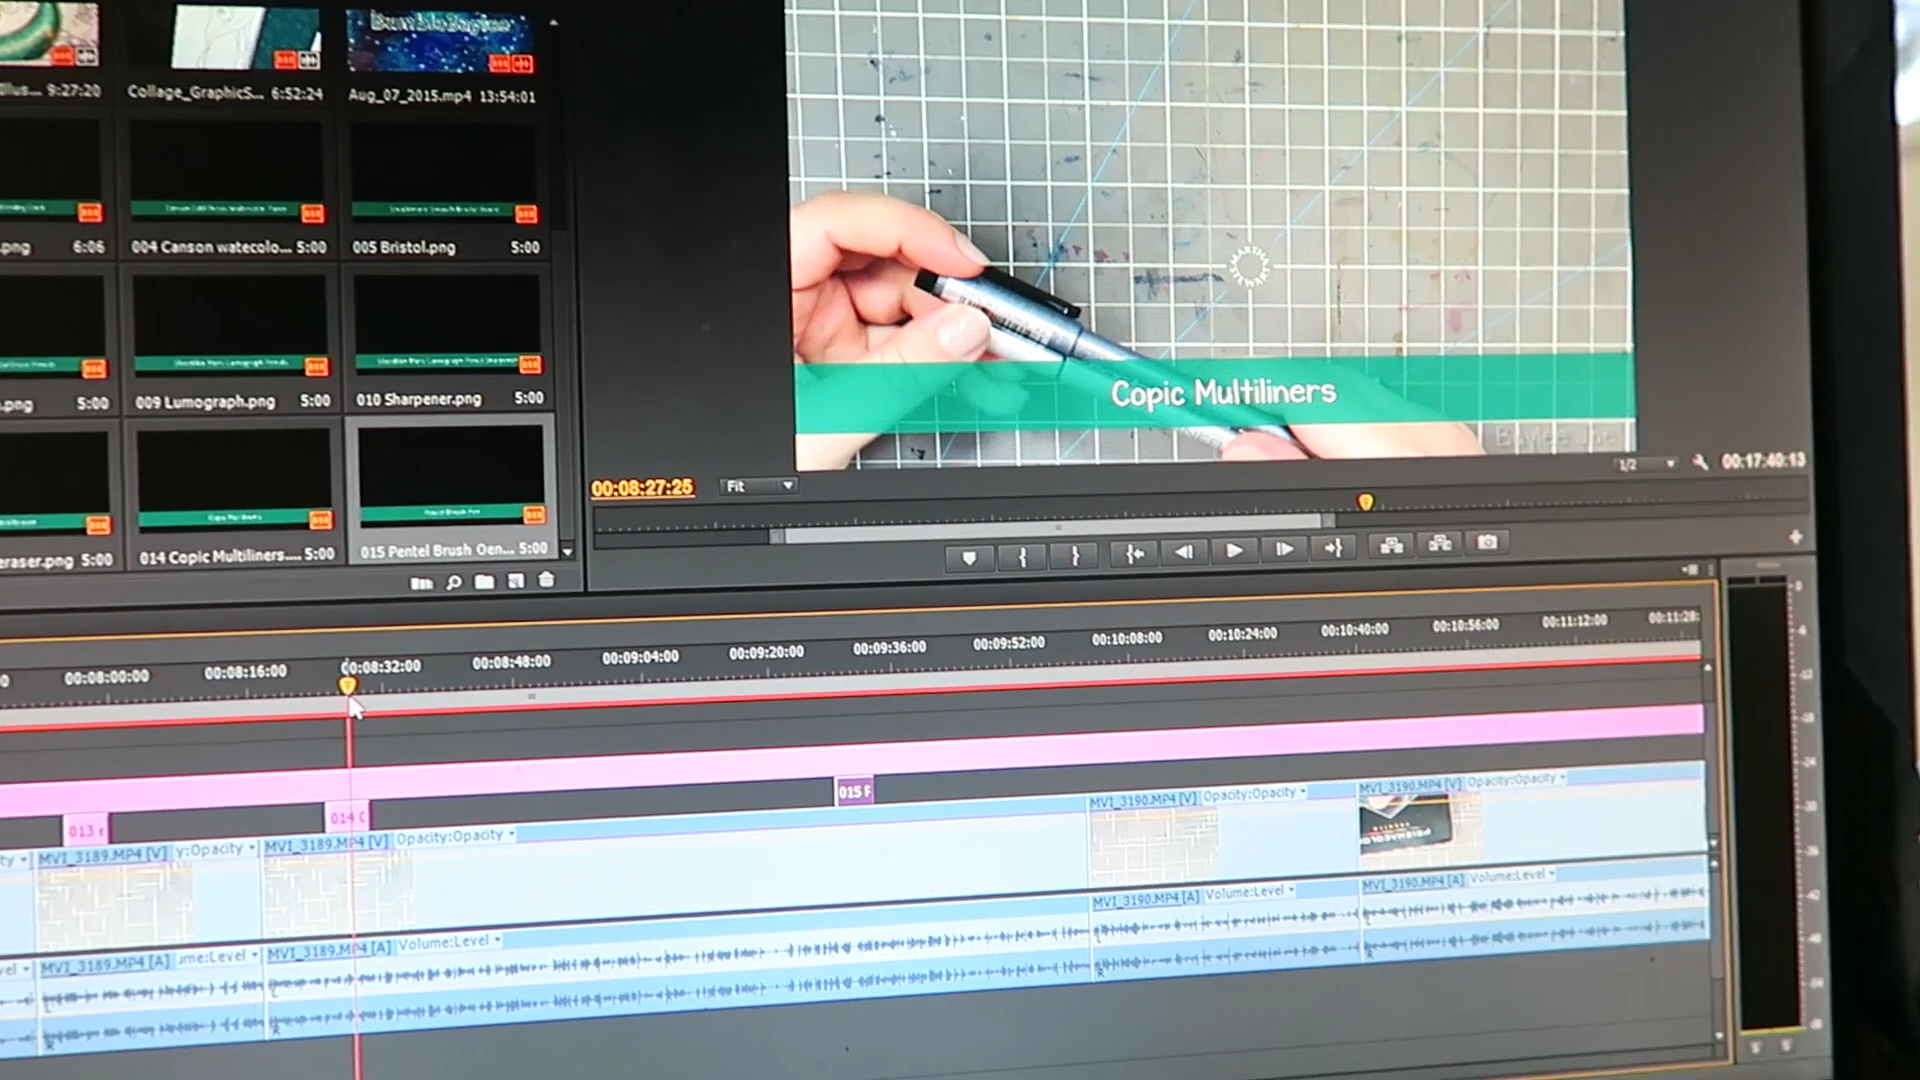 Bumble Baylee
Illus... 9:27:20
Collage_GraphicS... 6:52:24
Aug_07_2015.mp4 13:54:01
.png 6:06
004 Canson watecolo... 5:00
005 Bristol.png 5:00
.png 5:00
009 Lumograph.png 5:00
010 Sharpener.png 5:00
eraser.png 5:00
014 Copic Multiliners.... 5:00
015 Pentel Brush Oen... 5:00
MARTHA STEWART
Copic Multiliners
Baylee Jae
00:08:27:25
Fit
1/2
00:17:40:13
00:08:00:00
00:08:16:00
00:08:32:00
00:08:48:00
00:09:04:00
00:09:20:00
00:09:36:00
00:09:52:00
00:10:08:00
00:10:24:00
00:10:40:00
00:10:56:00
00:11:12:00
00:11:28:
013
014 C
015 F
MVI_3189.MP4 [V] y:Opacity
MVI_3189.MP4 [V] Opacity:Opacity
MVI_3190.MP4 [V] Opacity:Opacity
MVI_3190.MP4 [V] Opacity:Opacity
MVI_3189.MP4 [A] me:Level
MVI_3189.MP4 [A] Volume:Level
MVI_3190.MP4 [A] Volume:Level
MVI_3190.MP4 [A] Volume:Level